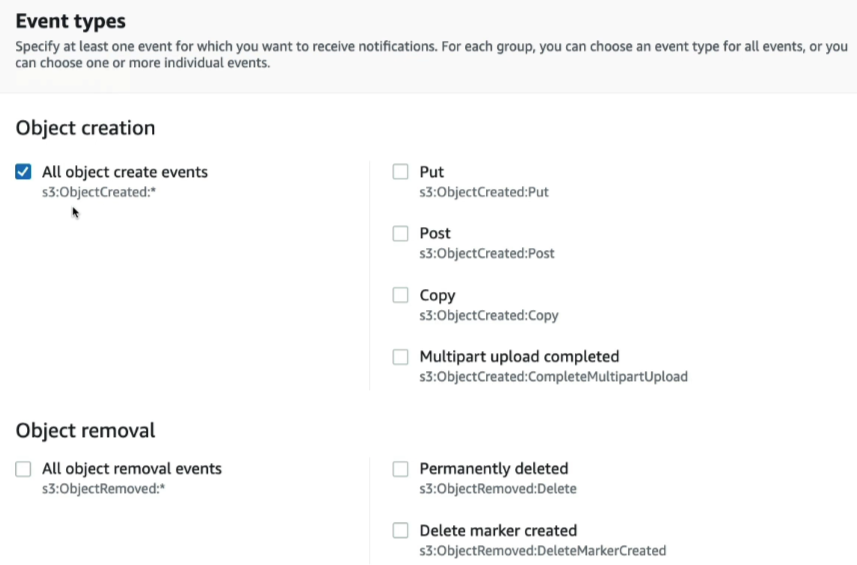 Event types
Specify at least one event for which you want to receive notifications. For each group, you can choose an event type for all events, or you
can choose one or more individual events.
Object creation
All object create events
s3:ObjectCreated:*
Put
s3:ObjectCreated:Put
Post
s3:ObjectCreated:Post
Copy
s3:ObjectCreated:Copy
Multipart upload completed
s3:ObjectCreated:CompleteMultipartUpload
Object removal
All object removal events
s3:ObjectRemoved:*
Permanently deleted
s3:ObjectRemoved:Delete
Delete marker created
s3:ObjectRemoved:DeleteMarkerCreated